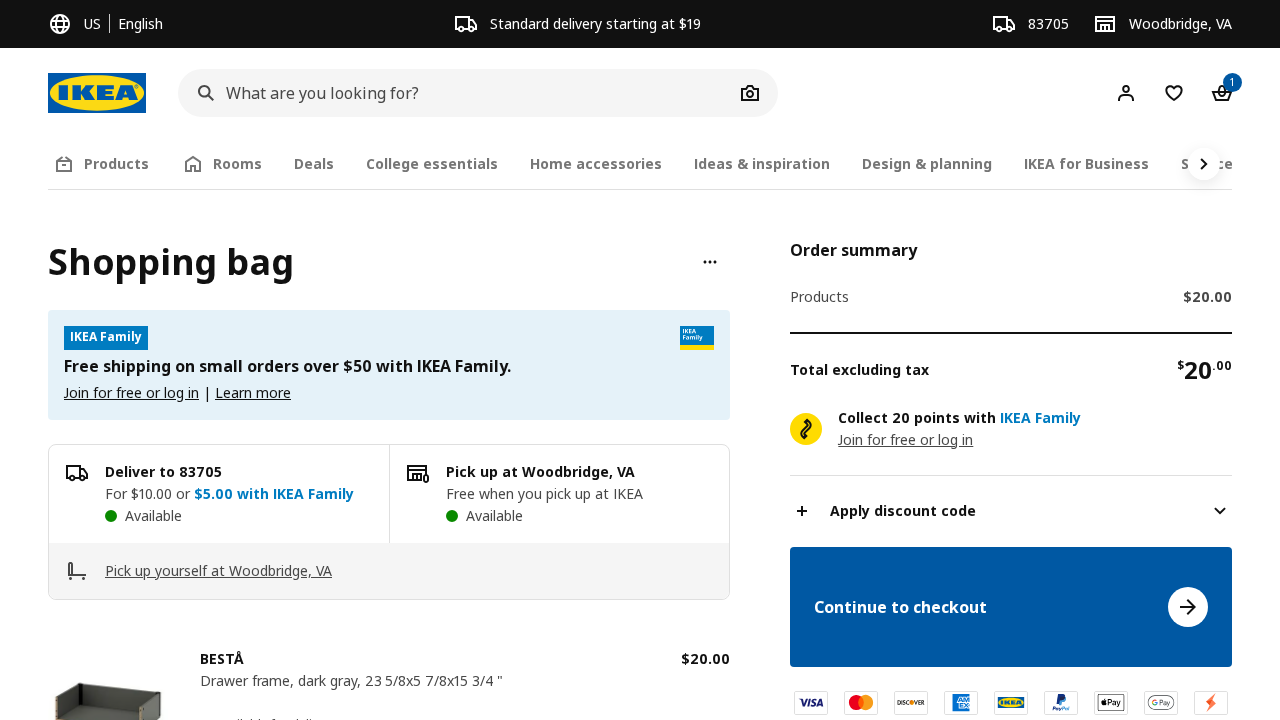 US English
Standard delivery starting at $19
83705
Woodbridge, VA
IKEA
What are you looking for?
1
Products
Rooms
Deals
College essentials
Home accessories
Ideas & inspiration
Design & planning
IKEA for Business
Shopping bag
IKEA Family
IKEA
Family
Free shipping on small orders over $50 with IKEA Family.
Join for free or log in | Learn more
Deliver to 83705
For $10.00 or $5.00 with IKEA Family
Available
Pick up at Woodbridge, VA
Free when you pick up at IKEA
Available
Pick up yourself at Woodbridge, VA
BESTÅ
$20.00
Drawer frame, dark gray, 23 5/8x5 7/8x15 3/4 "
Order summary
Products
$20.00
Total excluding tax
$20.00
Collect 20 points with IKEA Family
Join for free or log in
Apply discount code
Continue to checkout
VISA
DISCOVER
AMEX
IKEA
PayPal
Pay
G Pay